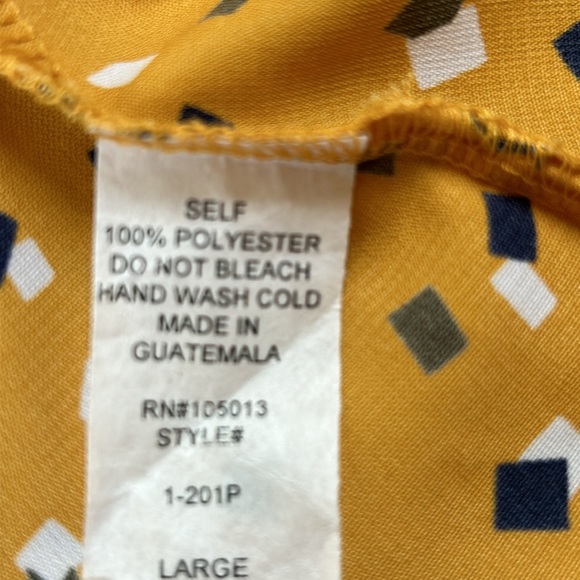 SELF
100% POLYESTER
DO NOT BLEACH
HAND WASH COLD
MADE IN
GUATEMALA
RN#105013
STYLE#
1-201P
LARGE